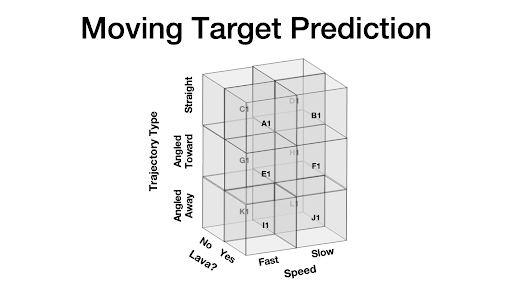 Moving Target Prediction
Trajectory Type
Straight
Angled
Toward
Angled
Away
C1
D1
A1
B1
G1
H1
E1
F1
K1
L1
I1
J1
No Yes
Lava?
Fast Slow
Speed